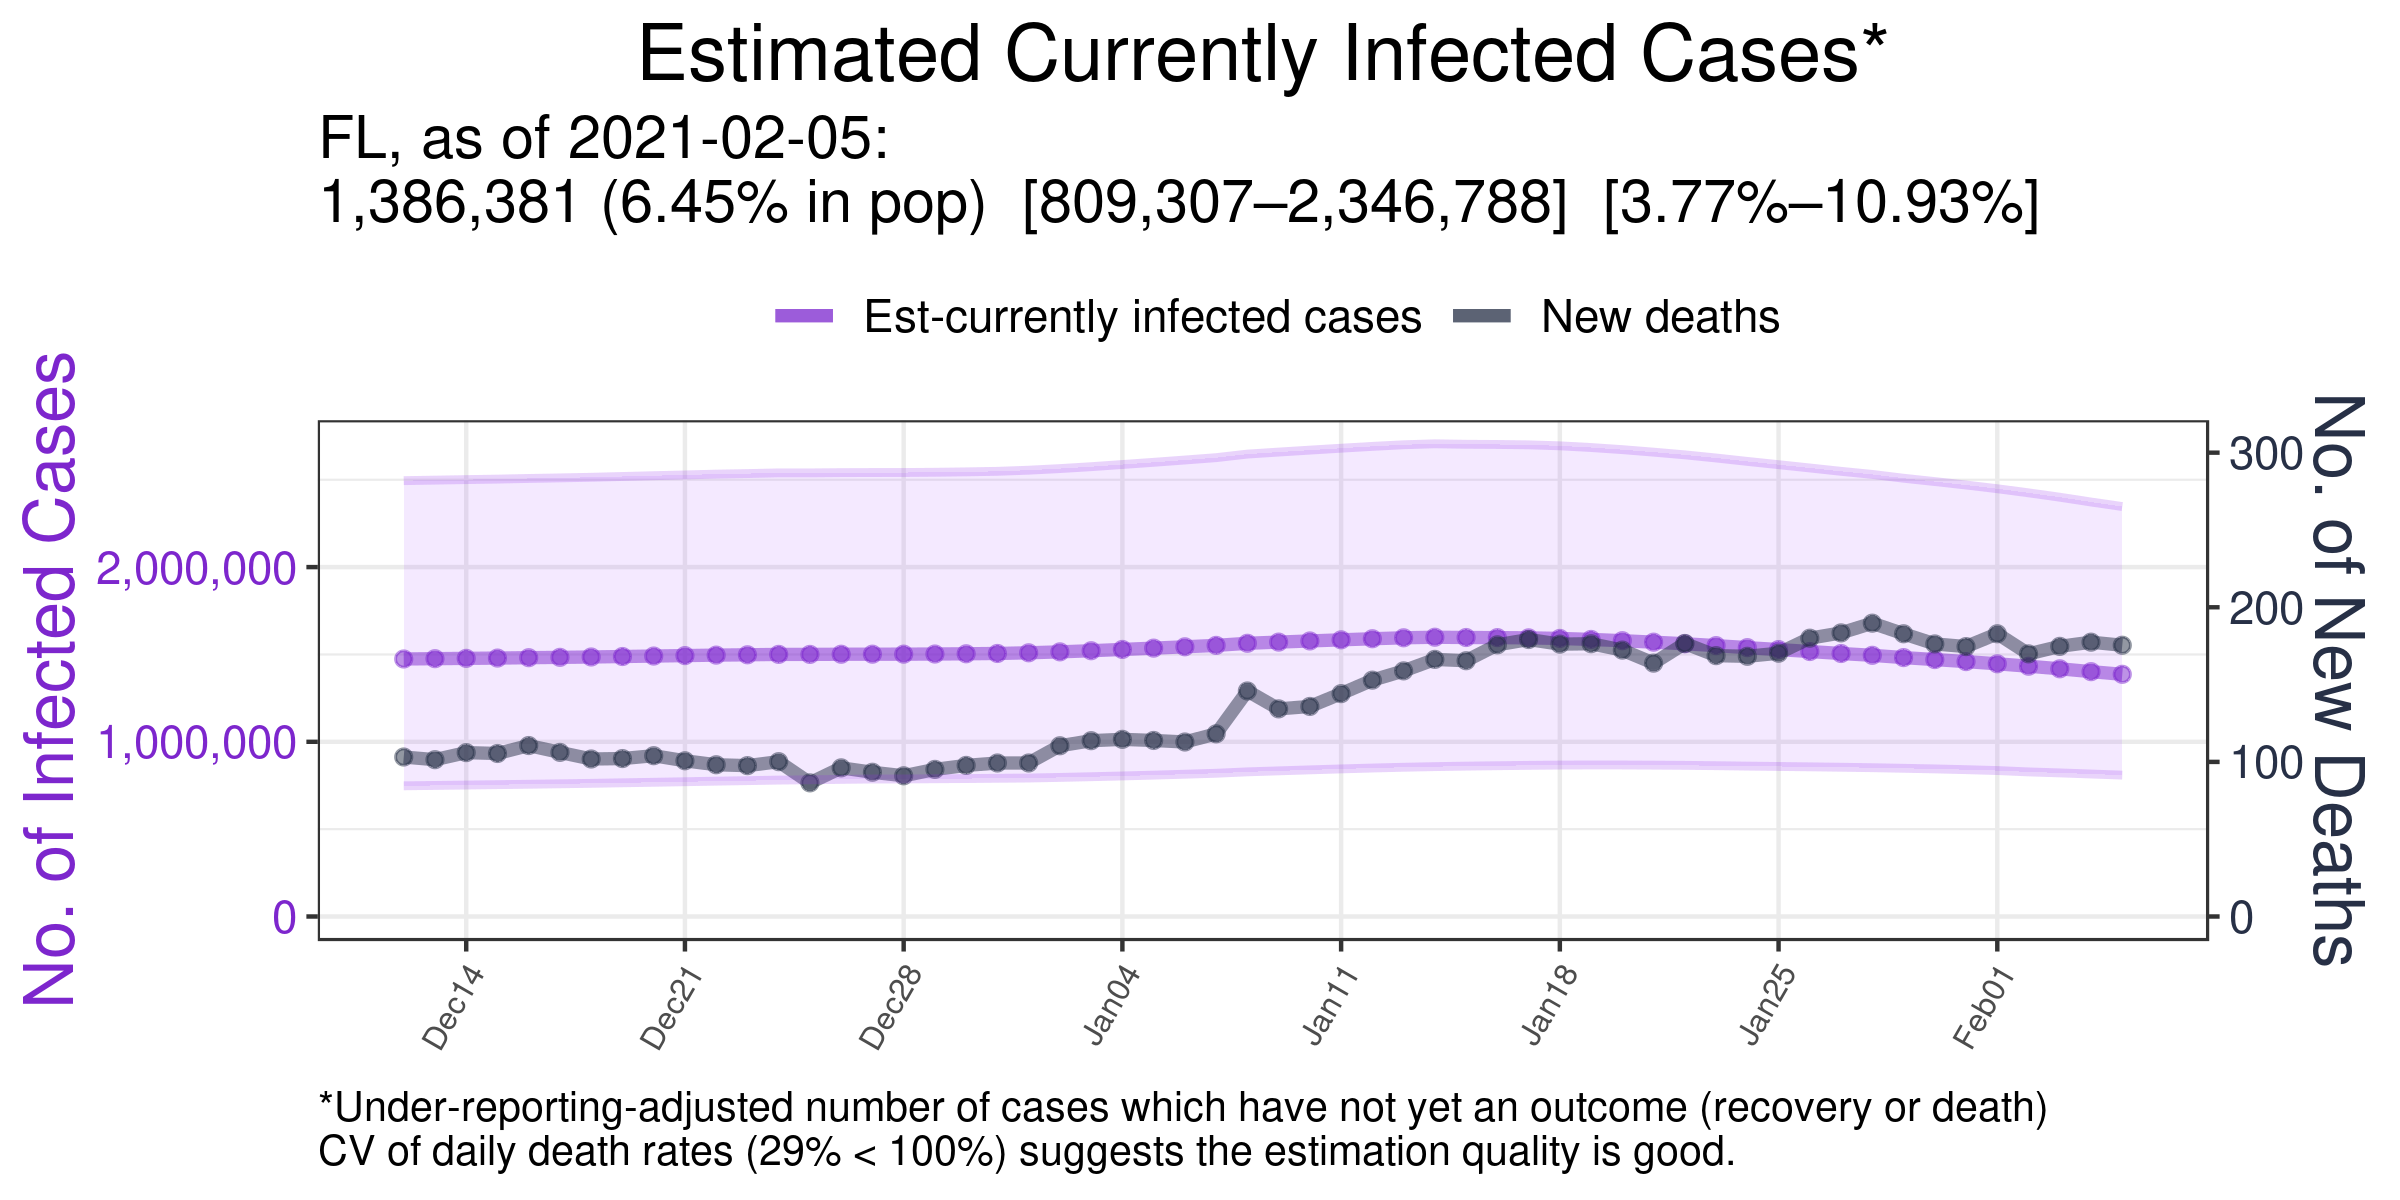 Estimated Currently Infected Cases*
FL, as of 2021-02-05:
1,386,381 (6.45% in pop)  [809,307–2,346,788]  [3.77%–10.93%]
Est-currently infected cases
New deaths
No. of Infected Cases
2,000,000
1,000,000
0
No. of New Deaths
300
200
100
0
Dec14
Dec21
Dec28
Jan04
Jan11
Jan18
Jan25
Feb01
*Under-reporting-adjusted number of cases which have not yet an outcome (recovery or death)
CV of daily death rates (29% < 100%) suggests the estimation quality is good.